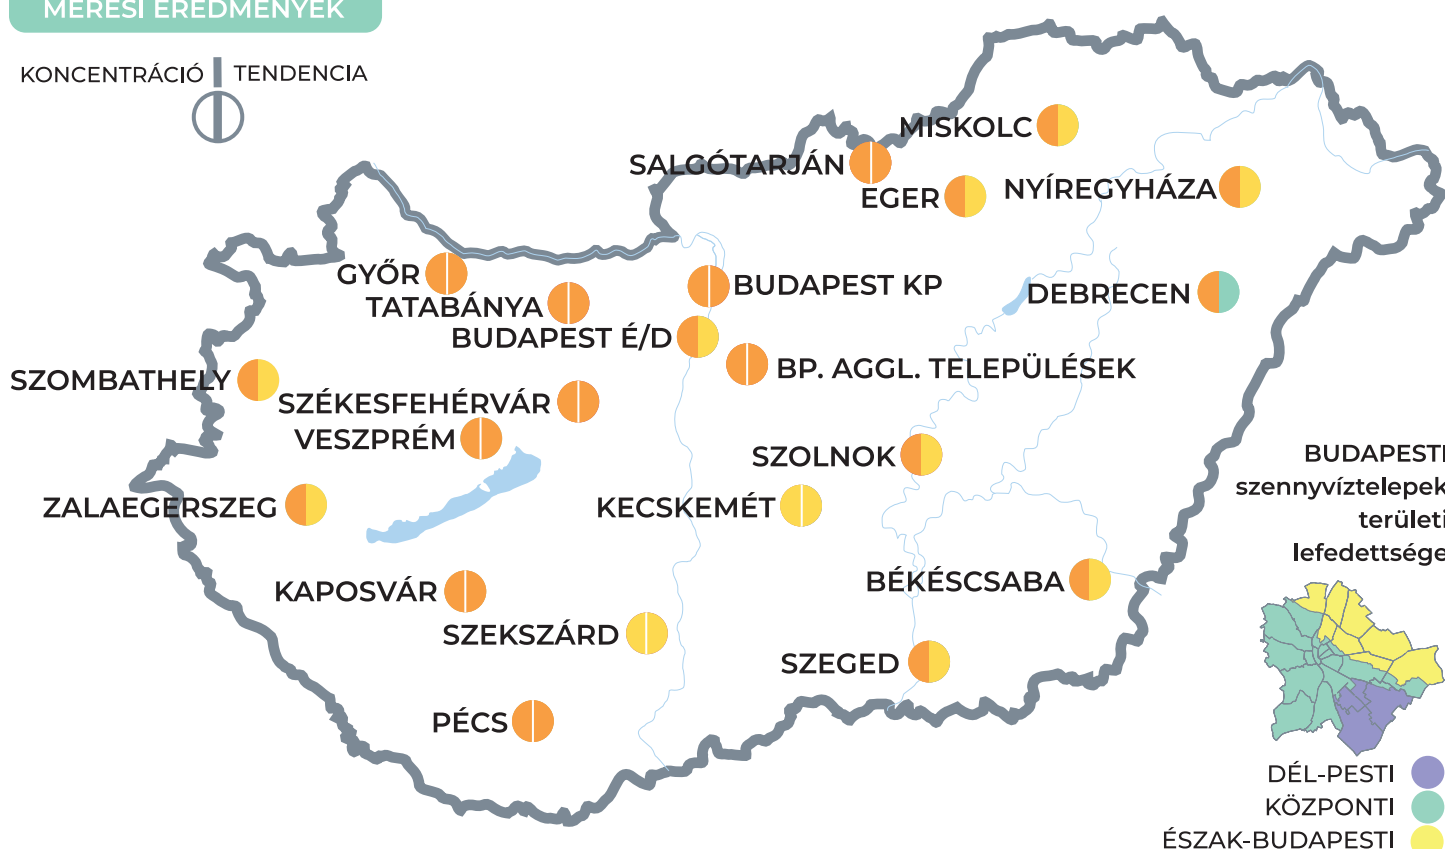 MÉRÉSI EREDMÉNYEK
KONCENTRÁCIÓ
TENDENCIA
MISKOLC
SALGÓTARJÁN
EGER
NYÍREGYHÁZA
GYŐR
TATABÁNYA
BUDAPEST KP
DEBRECEN
BUDAPEST É/D
BP. AGGL. TELEPÜLÉSEK
SZOMBATHELY
SZÉKESFEHÉRVÁR
VESZPRÉM
SZOLNOK
ZALAEGERSZEG
KECSKEMÉT
KAPOSVÁR
BÉKÉSCSABA
SZEKSZÁRD
SZEGED
PÉCS
BUDAPESTI
szennyvíztelepek
területi
lefedettsége
DÉL-PESTI
KÖZPONTI
ÉSZAK-BUDAPESTI